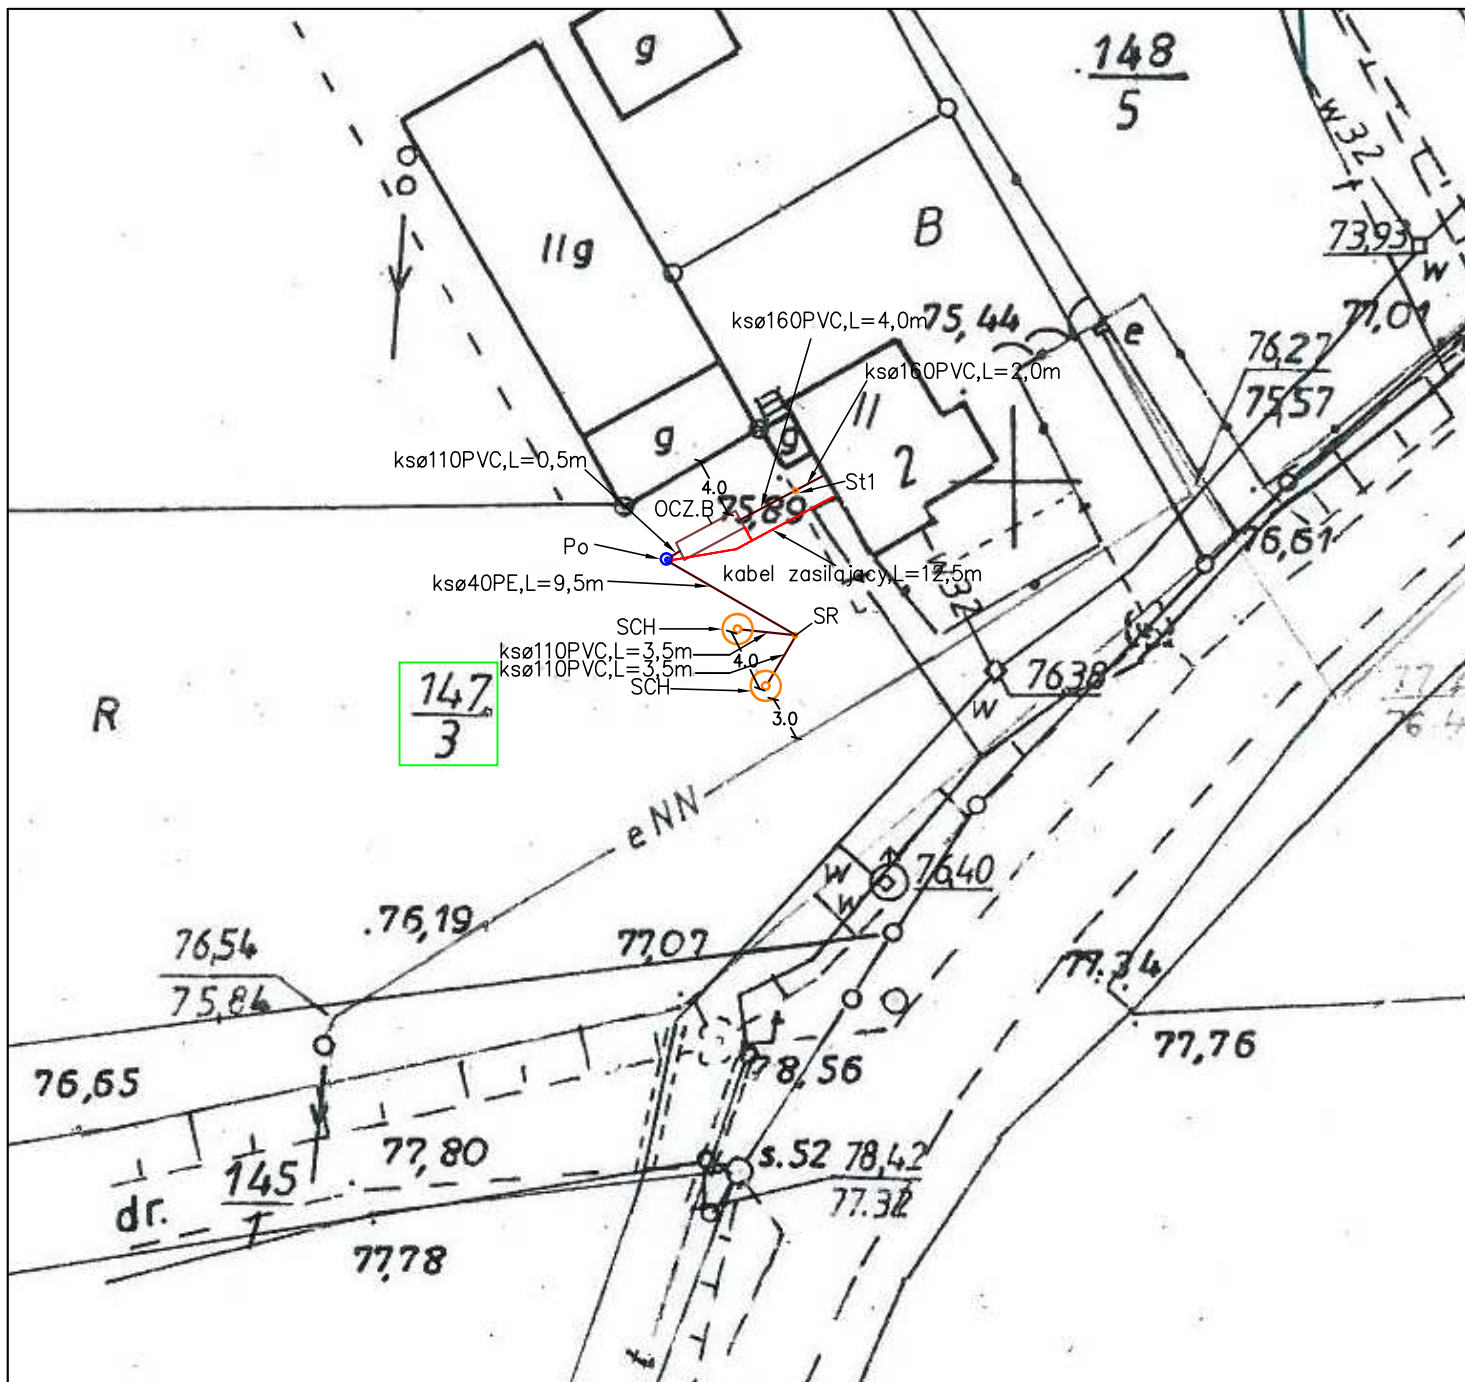 g
148
5
w32
B
IIg
73,93
w
77,01
ksø160PVC,L=4,0m
75,44
e
76,27
75,57
ksø160PVC,L=2,0m
II
g
g
2
ksø110PVC,L=0,5m
4.0
St1
OCZ.B
75,89
76,61
Po
kabel zasilający,L=12,5m
ksø40PE,L=9,5m
SCH
SR
ksø110PVC,L=3,5m
4.0
ksø110PVC,L=3,5m
SCH
147
3
R
3.0
76,38
w
eNN
w
76,40
w
76,54
75,84
.76,19
77,07
77.34
77,76
76,65
78,56
77,80
s.52
78,42
77.32
145
dr.
77,78